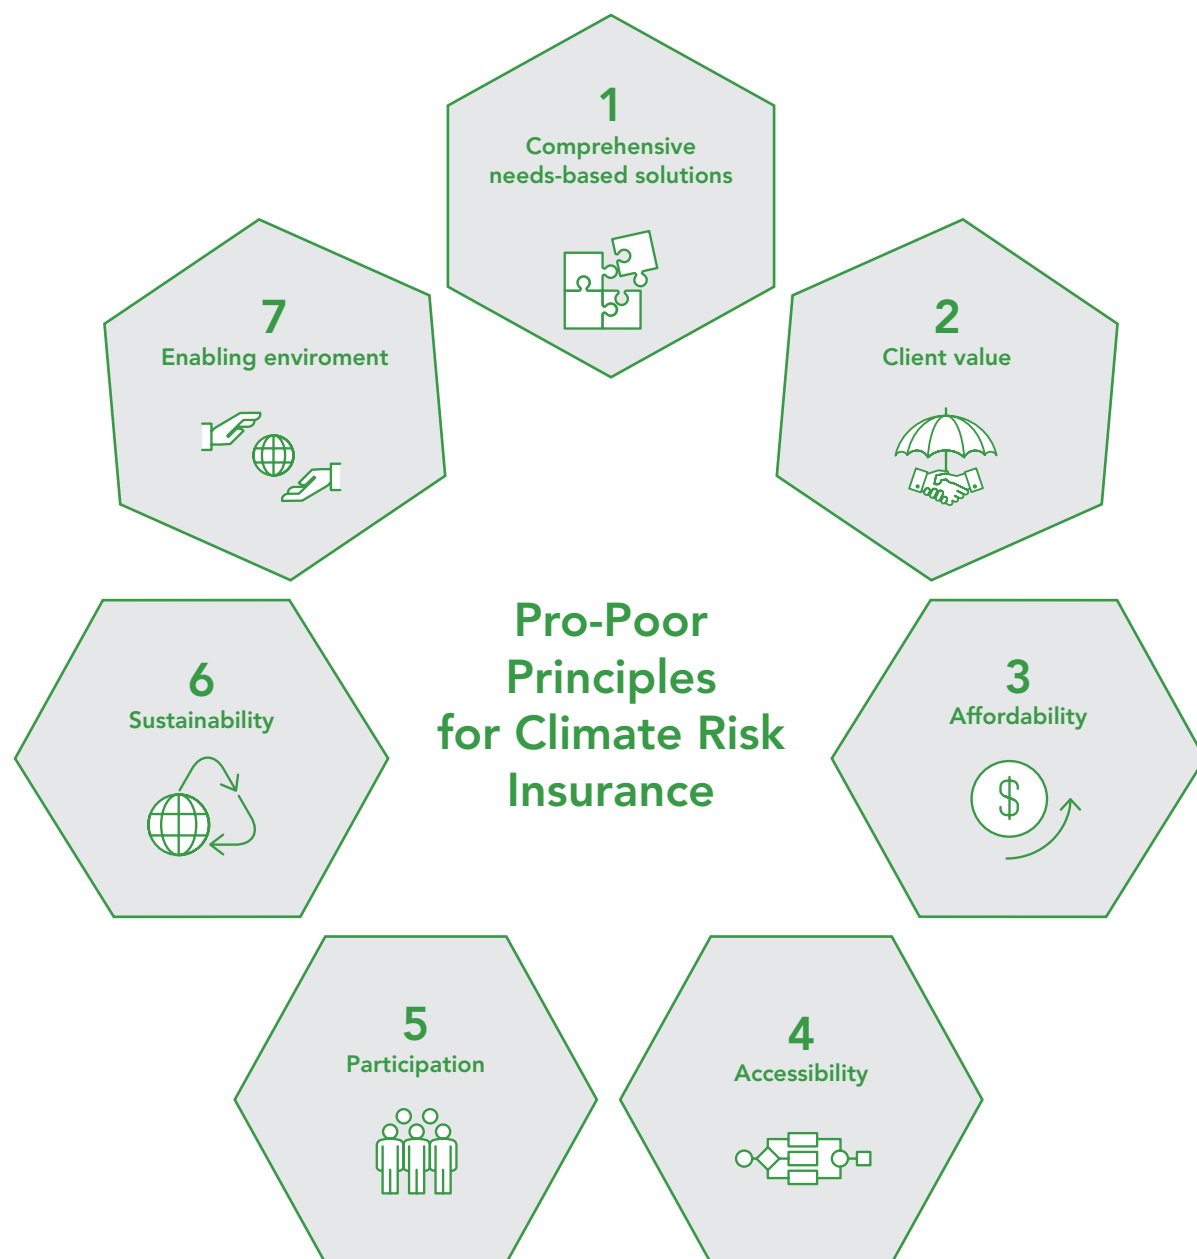 1
Comprehensive
needs-based solutions
2
Client value
3
Affordability
4
Accessibility
5
Participation
6
Sustainability
7
Enabling enviroment
Pro-Poor
Principles
for Climate Risk
Insurance
$